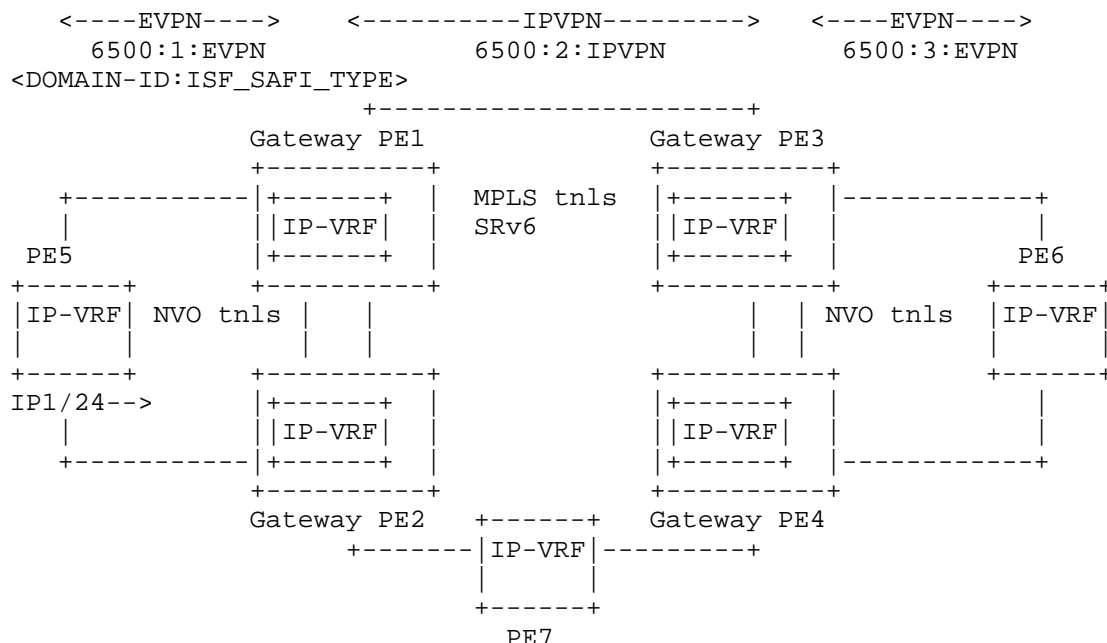 <----EVPN----> <----------IPVPN---------> <----EVPN---->
6500:1:EVPN 6500:2:IPVPN 6500:3:EVPN
<DOMAIN-ID:ISF_SAFI_TYPE>
Gateway PE1 Gateway PE3
MPLS tnls
IP-VRF SRv6 IP-VRF
PE5 PE6
IP-VRF NVO tnls NVO tnls IP-VRF
IP1/24-->
IP-VRF IP-VRF
Gateway PE2 Gateway PE4
IP-VRF
PE7